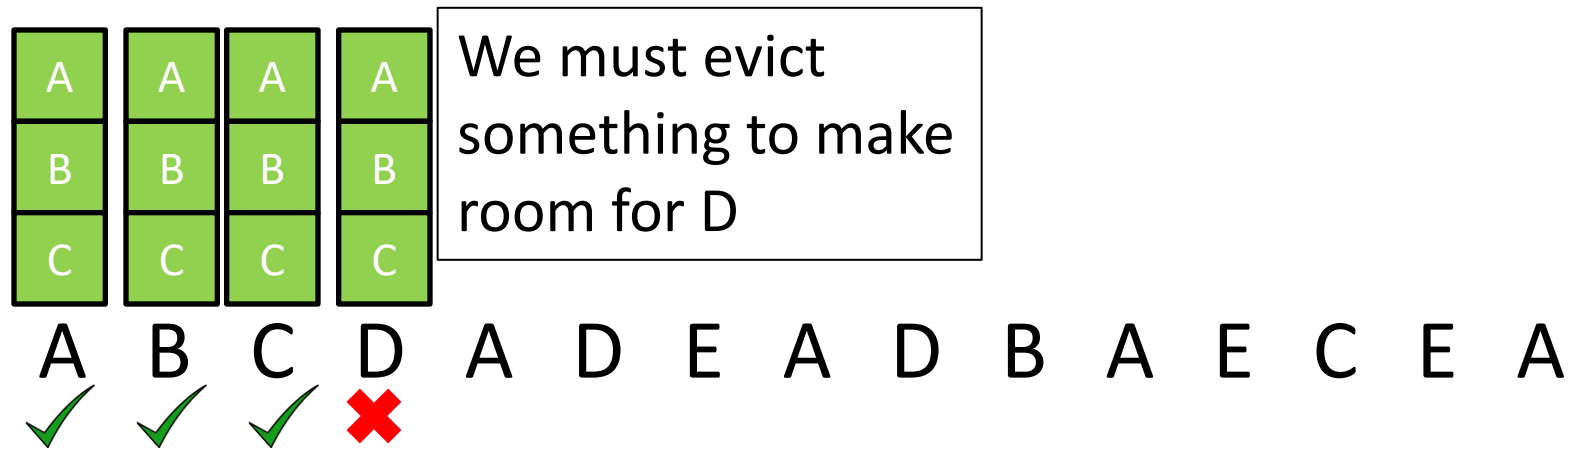 A A A A
B B B B
C C C C
We must evict
something to make
room for D
A B C D A D E A D B A E C E A